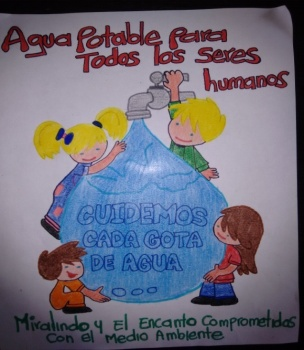 Agua Potable Para
Todos los seres
humanos
CUIDEMOS
CADA GOTA
DE AGUA...
Miralindo y El Encanto Comprometidos
Con el Medio Ambiente